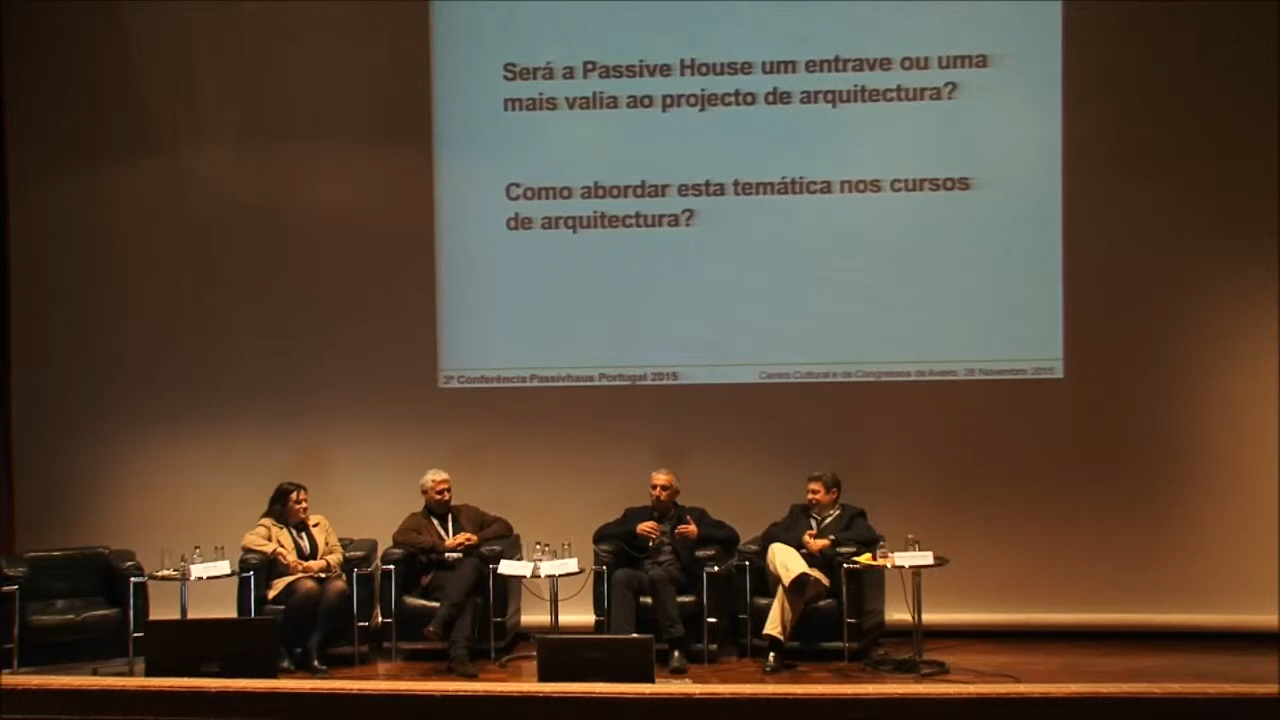 Será a Passive House um entrave ou uma
mais valia ao projecto de arquitectura?
Como abordar esta temática nos cursos
de arquitectura?
3ª Conferência Passivhaus Portugal 2015
Centro Cultural e de Congressos de Aveiro, 28 Novembro 2015